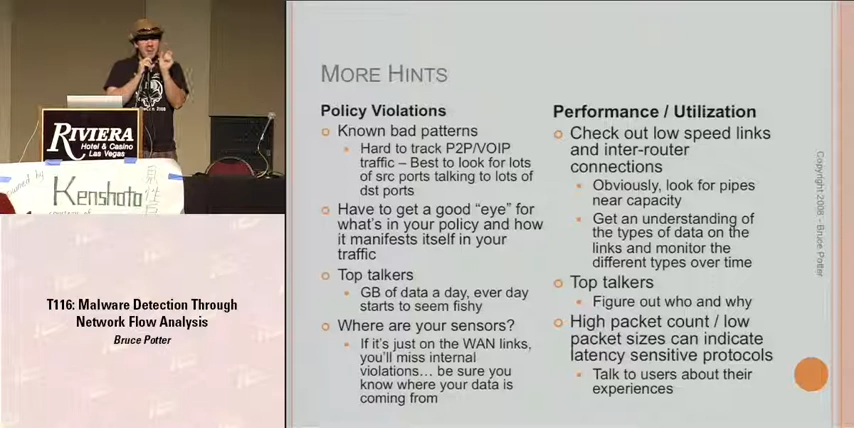 MORE HINTS
Policy Violations
Known bad patterns
Hard to track P2P/VOIP
traffic – Best to look for lots
of src ports talking to lots of
dst ports
Have to get a good “eye” for
what’s in your policy and how
it manifests itself in your
traffic
Top talkers
GB of data a day, ever day
starts to seem fishy
Where are your sensors?
If it’s just on the WAN links,
you’ll miss internal
violations… be sure you
know where your data is
coming from
Performance / Utilization
Check out low speed links
and inter-router
connections
Obviously, look for pipes
near capacity
Get an understanding of
the types of data on the
links and monitor the
different types over time
Top talkers
Figure out who and why
High packet count / low
packet sizes can indicate
latency sensitive protocols
Talk to users about their
experiences
Copyright 2008 - Bruce Potter
RIVIERA
Hotel & Casino
Las Vegas
owned by
Kenshoto
T116: Malware Detection Through
Network Flow Analysis
Bruce Potter